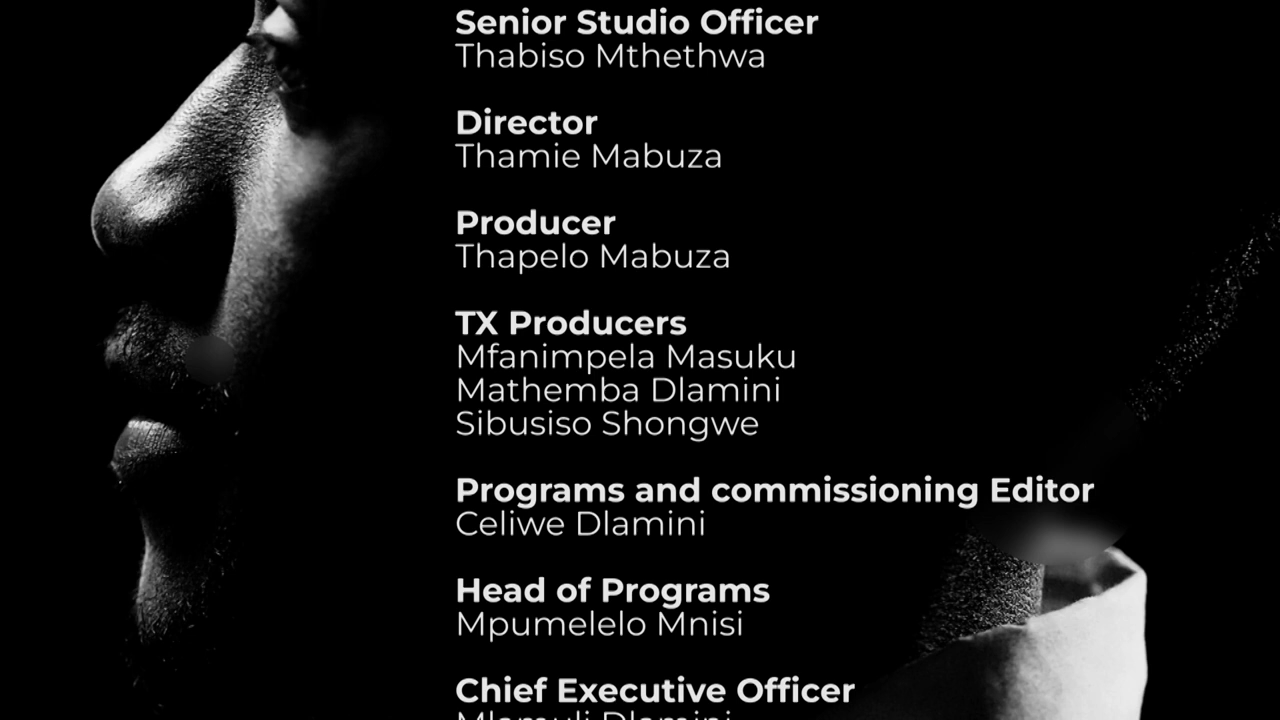 Senior Studio Officer
Thabiso Mthethwa
Director
Thamie Mabuza
Producer
Thapelo Mabuza
TX Producers
Mfanimpela Masuku
Mathemba Dlamini
Sibusiso Shongwe
Programs and commissioning Editor
Celiwe Dlamini
Head of Programs
Mpumelelo Mnisi
Chief Executive Officer
Dlamini